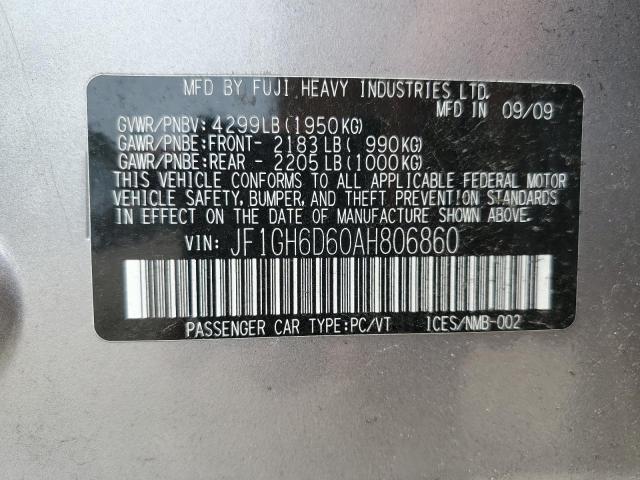 MFD BY FUJI HEAVY INDUSTRIES LTD.
MFD IN 09/09
GVWR/PNBV: 4299LB(1950KG)
GAWR/PNBE:FRONT- 2183LB( 990KG)
GAWR/PNBE:REAR - 2205LB(1000KG)
THIS VEHICLE CONFORMS TO ALL APPLICABLE FEDERAL MOTOR
VEHICLE SAFETY, BUMPER, AND THEFT PREVENTION STANDARDS
IN EFFECT ON THE DATE OF MANUFACTURE SHOWN ABOVE.
VIN: JF1GH6D60AH806860
PASSENGER CAR TYPE:PC/VT ICES/NMB-002